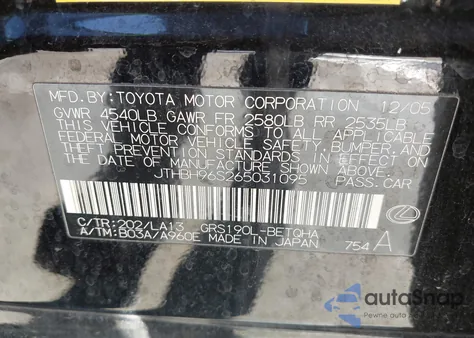 MFD. BY: TOYOTA MOTOR CORPORATION 12/05
GVWR 4540LB GAWR FR 2580LB RR 2535LB
THIS VEHICLE CONFORMS TO ALL APPLICABLE
FEDERAL MOTOR VEHICLE SAFETY, BUMPER, AND
THEFT PREVENTION STANDARDS IN EFFECT ON
THE DATE OF MANUFACTURE SHOWN ABOVE.
JTHBH96S265031095 PASS. CAR
C/TR: 202/LA13 GRS190L-BETQHA
A/TM: B03A/A960E MADE IN JAPAN 754 A
autoSnap
Pewne auto z